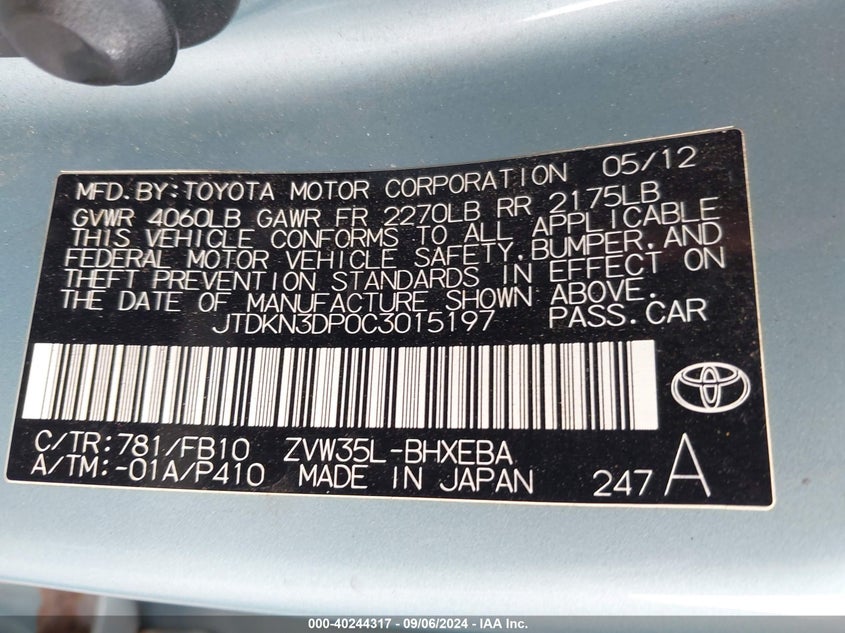 MFD.BY:TOYOTA MOTOR CORPORATION 05/12
GVWR 4060LB GAWR FR 2270LB RR 2175LB
THIS VEHICLE CONFORMS TO ALL APPLICABLE
FEDERAL MOTOR VEHICLE SAFETY,BUMPER,AND
THEFT PREVENTION STANDARDS IN EFFECT ON
THE DATE OF MANUFACTURE SHOWN ABOVE.
JTDKN3DP0C3015197 PASS.CAR
C/TR:781/FB10 ZVW35L-BHXEBA
A/TM:-01A/P410 MADE IN JAPAN 247 A
000-40244317 - 09/06/2024 - IAA Inc.